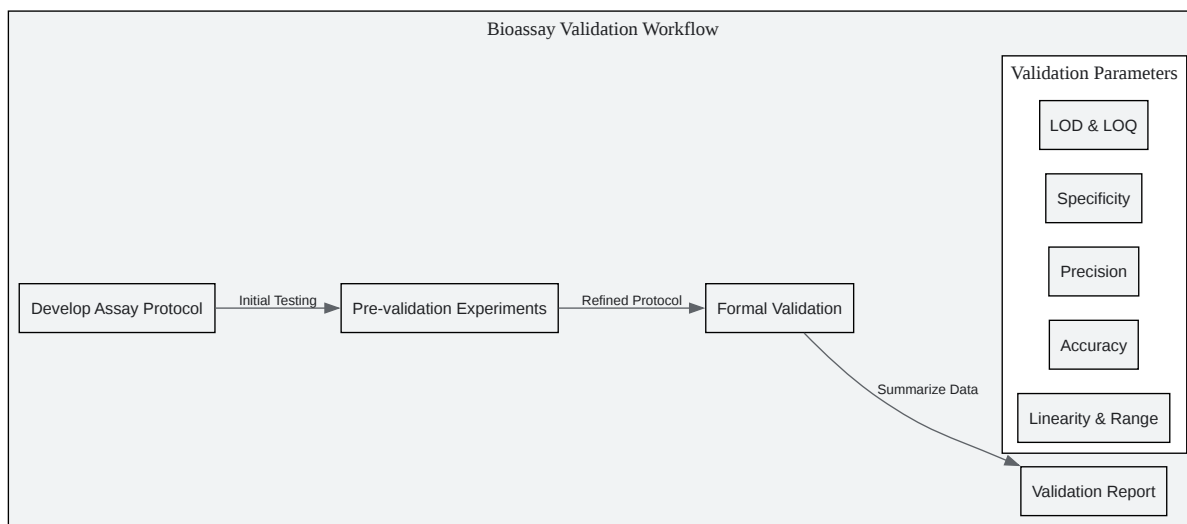 Bioassay Validation Workflow
Validation Parameters
LOD & LOQ
Specificity
Precision
Accuracy
Linearity & Range
Develop Assay Protocol
Initial Testing
Pre-validation Experiments
Refined Protocol
Formal Validation
Summarize Data
Validation Report